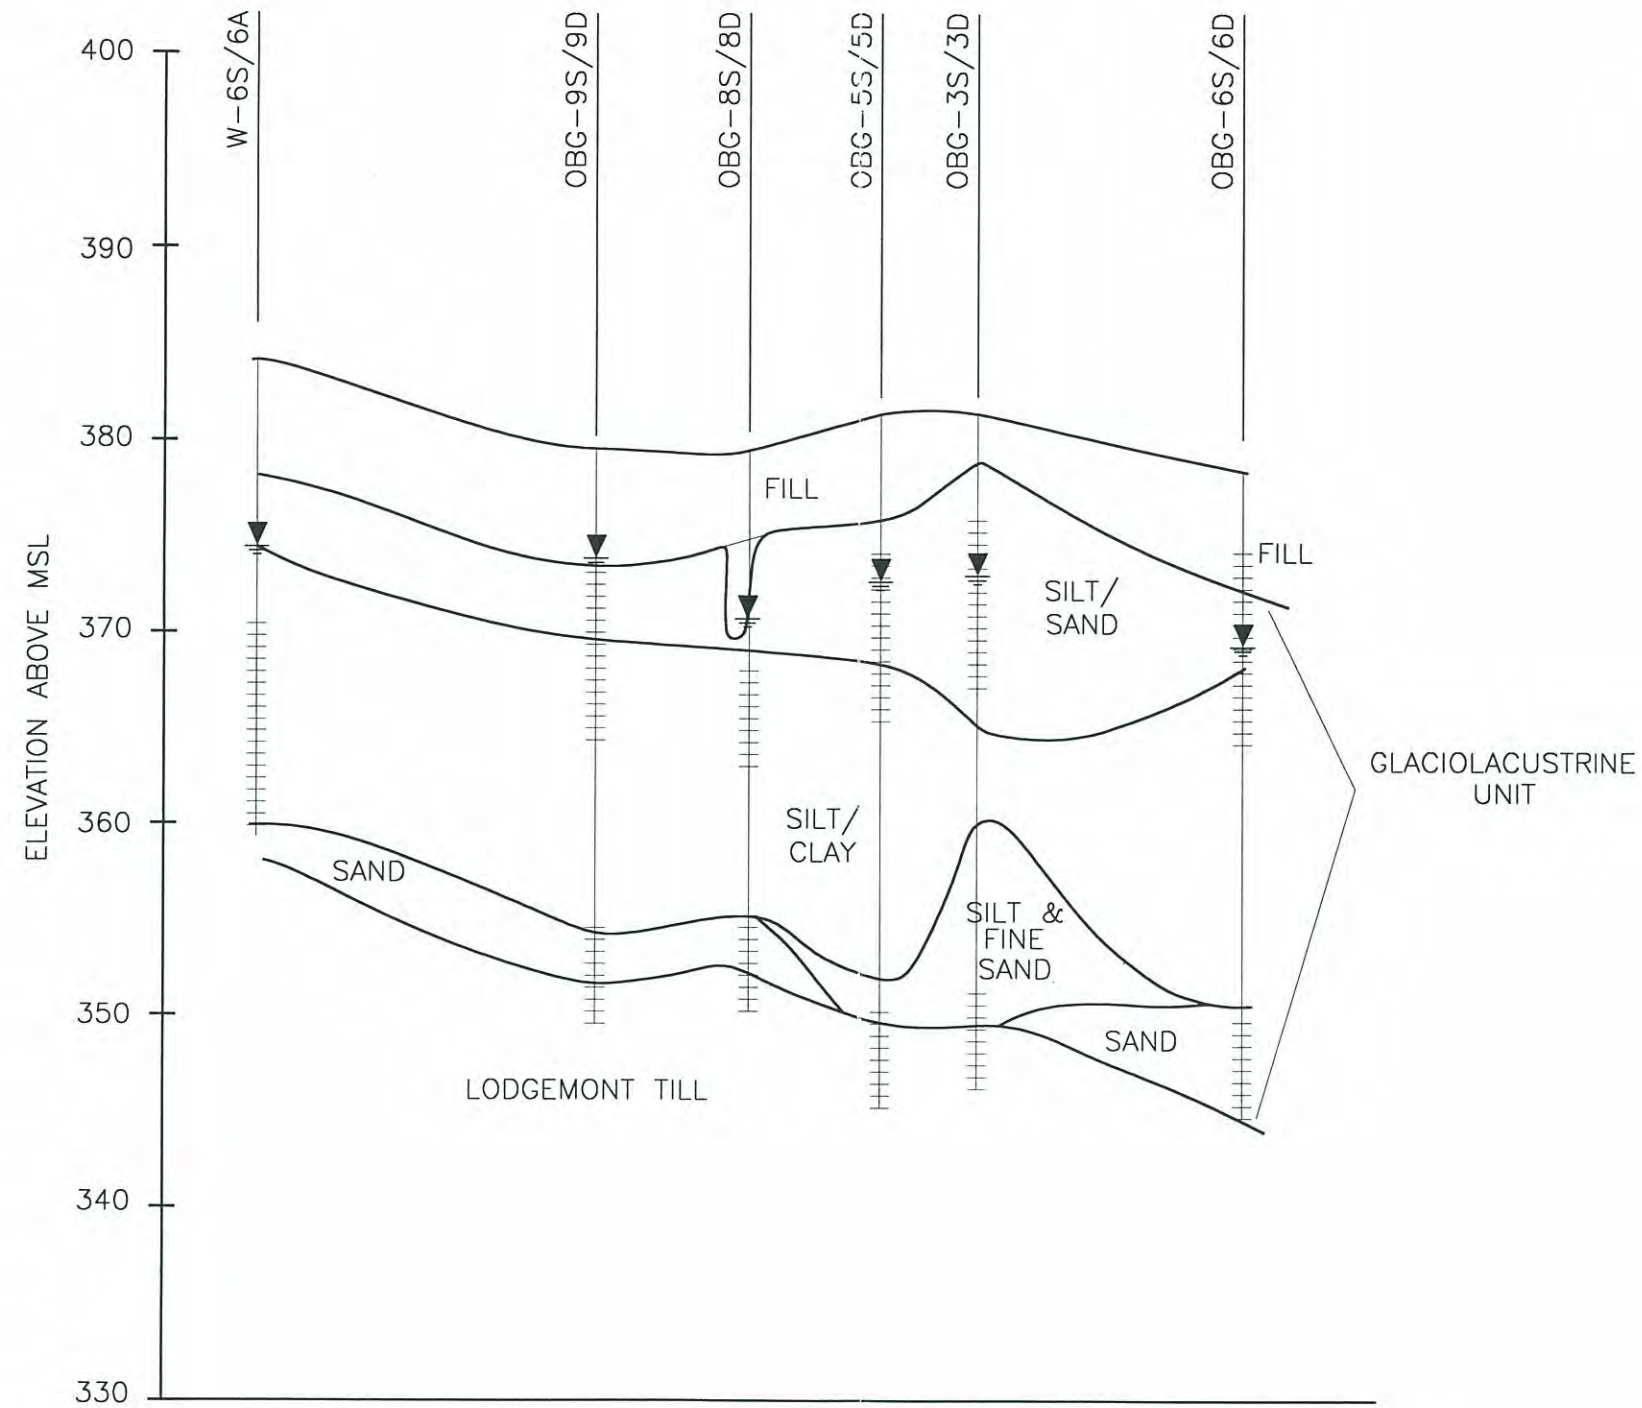 W-6S/6A
OBG-9S/9D
OBG-8S/8D
OBG-5S/5D
OBG-3S/3D
OBG-6S/6D
400
390
380
370
360
350
340
330
ELEVATION ABOVE MSL
FILL
FILL
SILT/
SAND
GLACIOLACUSTRINE
UNIT
SILT/
CLAY
SAND
SILT &
FINE
SAND
SAND
LODGEMONT TILL